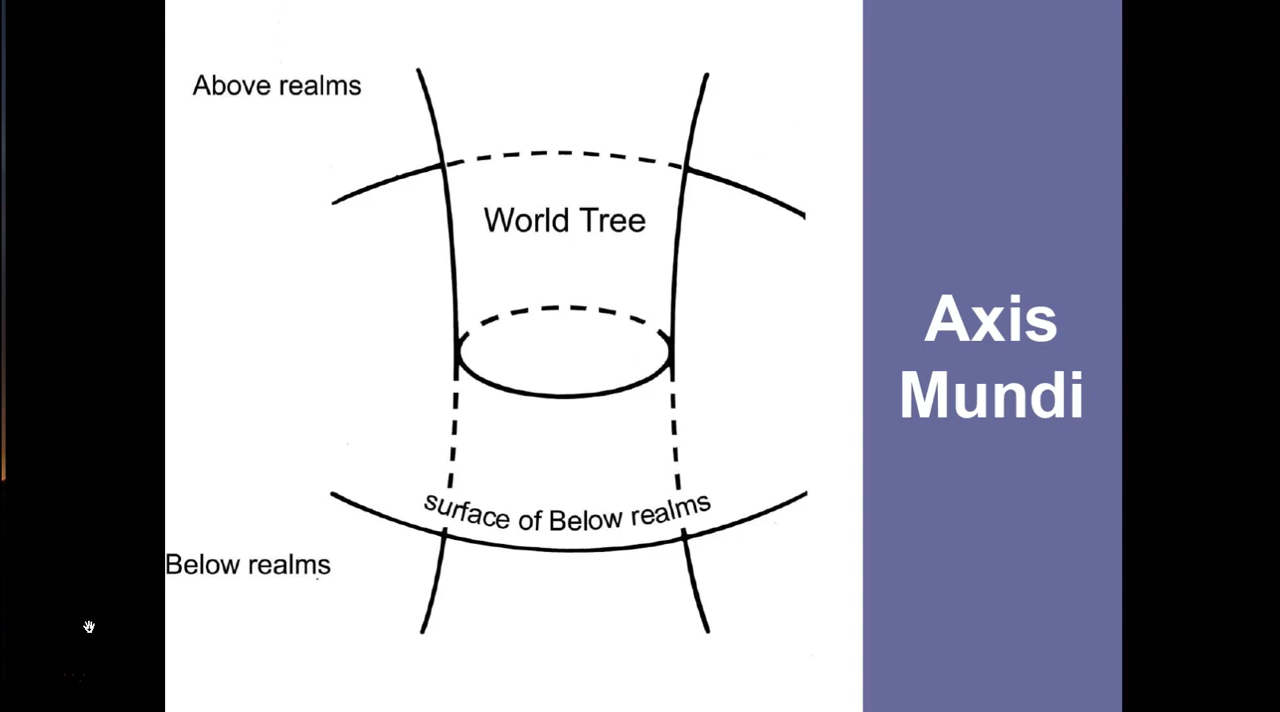 Above realms
World Tree
surface of Below realms
Below realms
Axis
Mundi